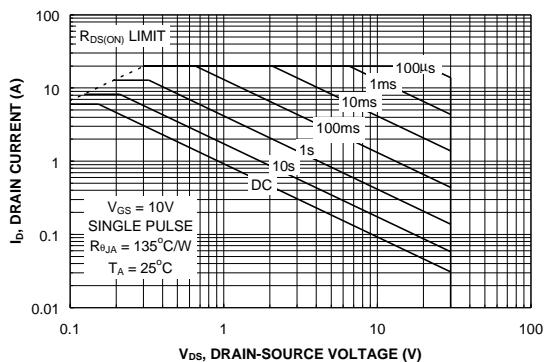 100
R_DS(ON) LIMIT
100µs
10
1ms
10ms
100ms
1
1s
10s
DC
V_GS = 10V
SINGLE PULSE
R_θJA = 135°C/W
T_A = 25°C
0.1
0.01
0.1
1
10
100
I_D, DRAIN CURRENT (A)
V_DS, DRAIN-SOURCE VOLTAGE (V)